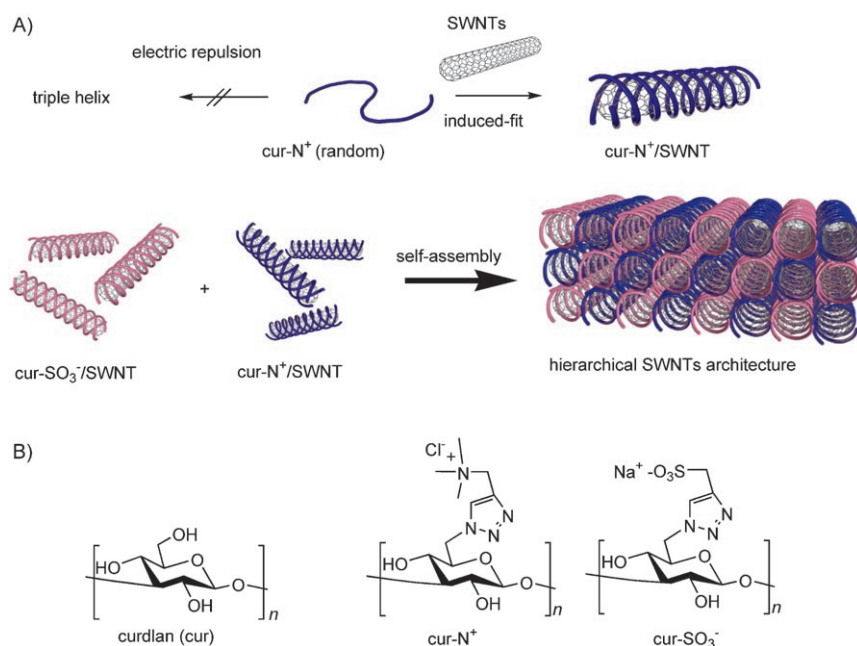 A)
SWNTs
electric repulsion
triple helix
induced-fit
cur-N⁺ (random)
cur-N⁺/SWNT
self-assembly
+
cur-SO₃⁻/SWNT
cur-N⁺/SWNT
hierarchical SWNTs architecture
B)
Cl⁻
+
N
Na⁺ -O₃S
N
N
N
N
N
N
OH
HO
O
O
OH
n
HO
O
O
OH
n
HO
O
O
OH
n
curdlan (cur)
cur-N⁺
cur-SO₃⁻